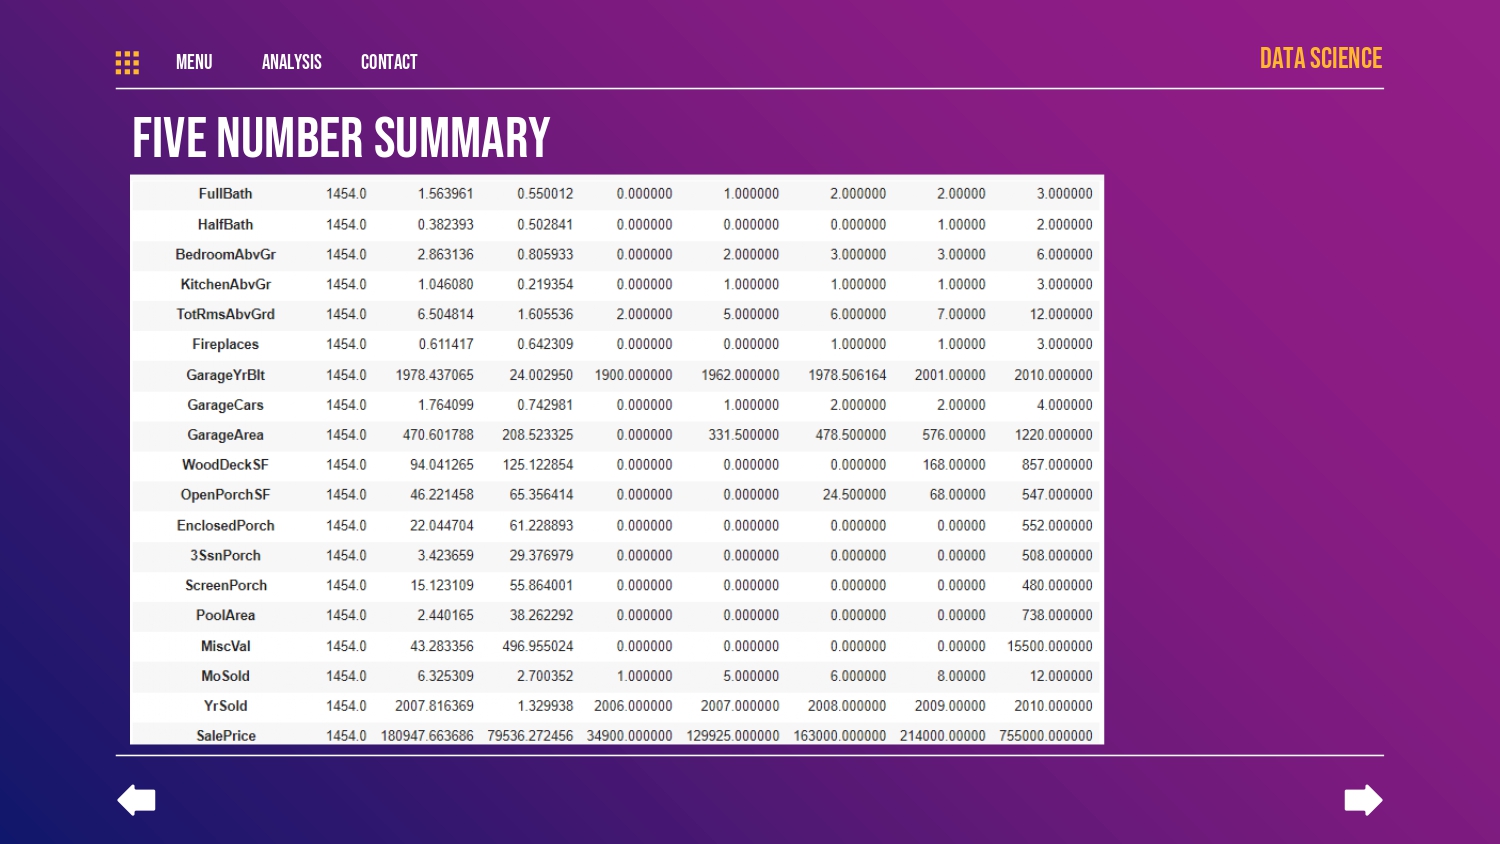 MENU ANALYSIS CONTACT DATA SCIENCE
FIVE NUMBER SUMMARY
FullBath 1454.0 1.563961 0.550012 0.000000 1.000000 2.000000 2.00000 3.000000
HalfBath 1454.0 0.382393 0.502841 0.000000 0.000000 0.000000 1.00000 2.000000
BedroomAbvGr 1454.0 2.863136 0.805933 0.000000 2.000000 3.000000 3.00000 6.000000
KitchenAbvGr 1454.0 1.046080 0.219354 0.000000 1.000000 1.000000 1.00000 3.000000
TotRmsAbvGrd 1454.0 6.504814 1.605536 2.000000 5.000000 6.000000 7.00000 12.000000
Fireplaces 1454.0 0.611417 0.642309 0.000000 0.000000 1.000000 1.00000 3.000000
GarageYrBlt 1454.0 1978.437065 24.002950 1900.000000 1962.000000 1978.506164 2001.00000 2010.000000
GarageCars 1454.0 1.764099 0.742981 0.000000 1.000000 2.000000 2.00000 4.000000
GarageArea 1454.0 470.601788 208.523325 0.000000 331.500000 478.500000 576.00000 1220.000000
WoodDeckSF 1454.0 94.041265 125.122854 0.000000 0.000000 0.000000 168.00000 857.000000
OpenPorchSF 1454.0 46.221458 65.356414 0.000000 0.000000 24.500000 68.00000 547.000000
EnclosedPorch 1454.0 22.044704 61.228893 0.000000 0.000000 0.000000 0.00000 552.000000
3SsnPorch 1454.0 3.423659 29.376979 0.000000 0.000000 0.000000 0.00000 508.000000
ScreenPorch 1454.0 15.123109 55.864001 0.000000 0.000000 0.000000 0.00000 480.000000
PoolArea 1454.0 2.440165 38.262292 0.000000 0.000000 0.000000 0.00000 738.000000
MiscVal 1454.0 43.283356 496.955024 0.000000 0.000000 0.000000 0.00000 15500.000000
MoSold 1454.0 6.325309 2.700352 1.000000 5.000000 6.000000 8.00000 12.000000
YrSold 1454.0 2007.816369 1.329938 2006.000000 2007.000000 2008.000000 2009.00000 2010.000000
SalePrice 1454.0 180947.663686 79536.272456 34900.000000 129925.000000 163000.000000 214000.00000 755000.000000